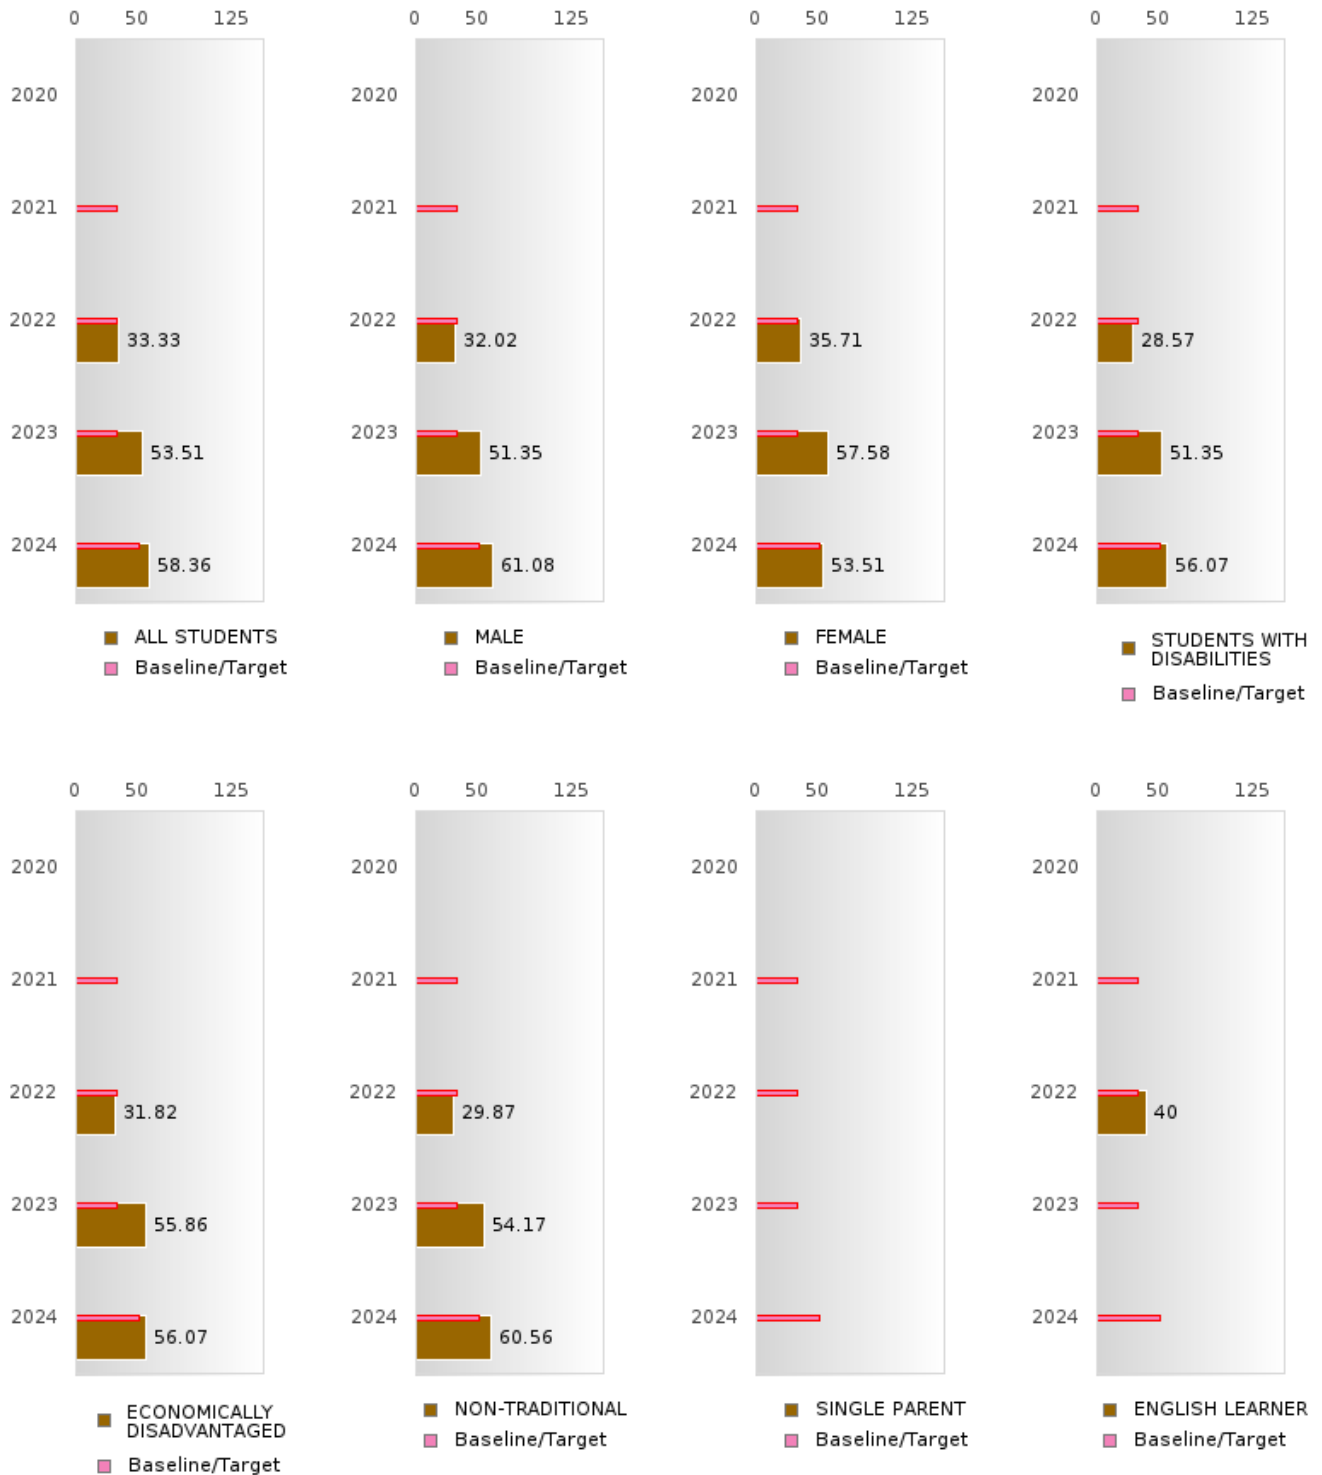 0 50 125 0 50 125 0 50 125 0 50 125
2020 2020 2020 2020
2021 2021 2021 2021
2022 33.33 2022 32.02 2022 35.71 2022 28.57
2023 53.51 2023 51.35 2023 57.58 2023 51.35
2024 58.36 2024 61.08 2024 53.51 2024 56.07
ALL STUDENTS
Baseline/Target
MALE
Baseline/Target
FEMALE
Baseline/Target
STUDENTS WITH
DISABILITIES
Baseline/Target
0 50 125 0 50 125 0 50 125 0 50 125
2020 2020 2020 2020
2021 2021 2021 2021
2022 31.82 2022 29.87 2022 2022 40
2023 55.86 2023 54.17 2023 2023
2024 56.07 2024 60.56 2024 2024
ECONOMICALLY
DISADVANTAGED
Baseline/Target
NON-TRADITIONAL
Baseline/Target
SINGLE PARENT
Baseline/Target
ENGLISH LEARNER
Baseline/Target